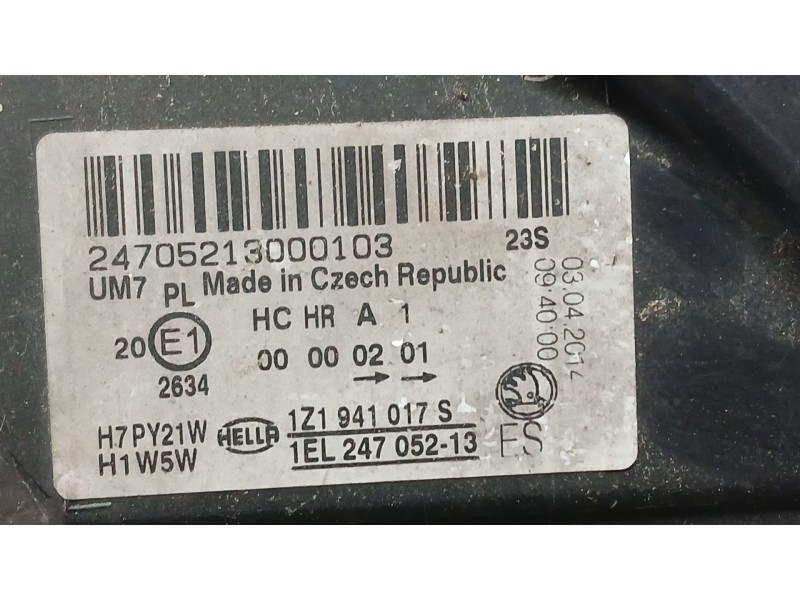 24705213000103 23S
UM7 PL Made in Czech Republic
HC HR A 1
20 E1
00 00 02 01
2634
H7 PY21W HELLA 1Z1 941 017 S
H1 W5W 1EL 247 052-13 ES
03.04.2014
09:40:00